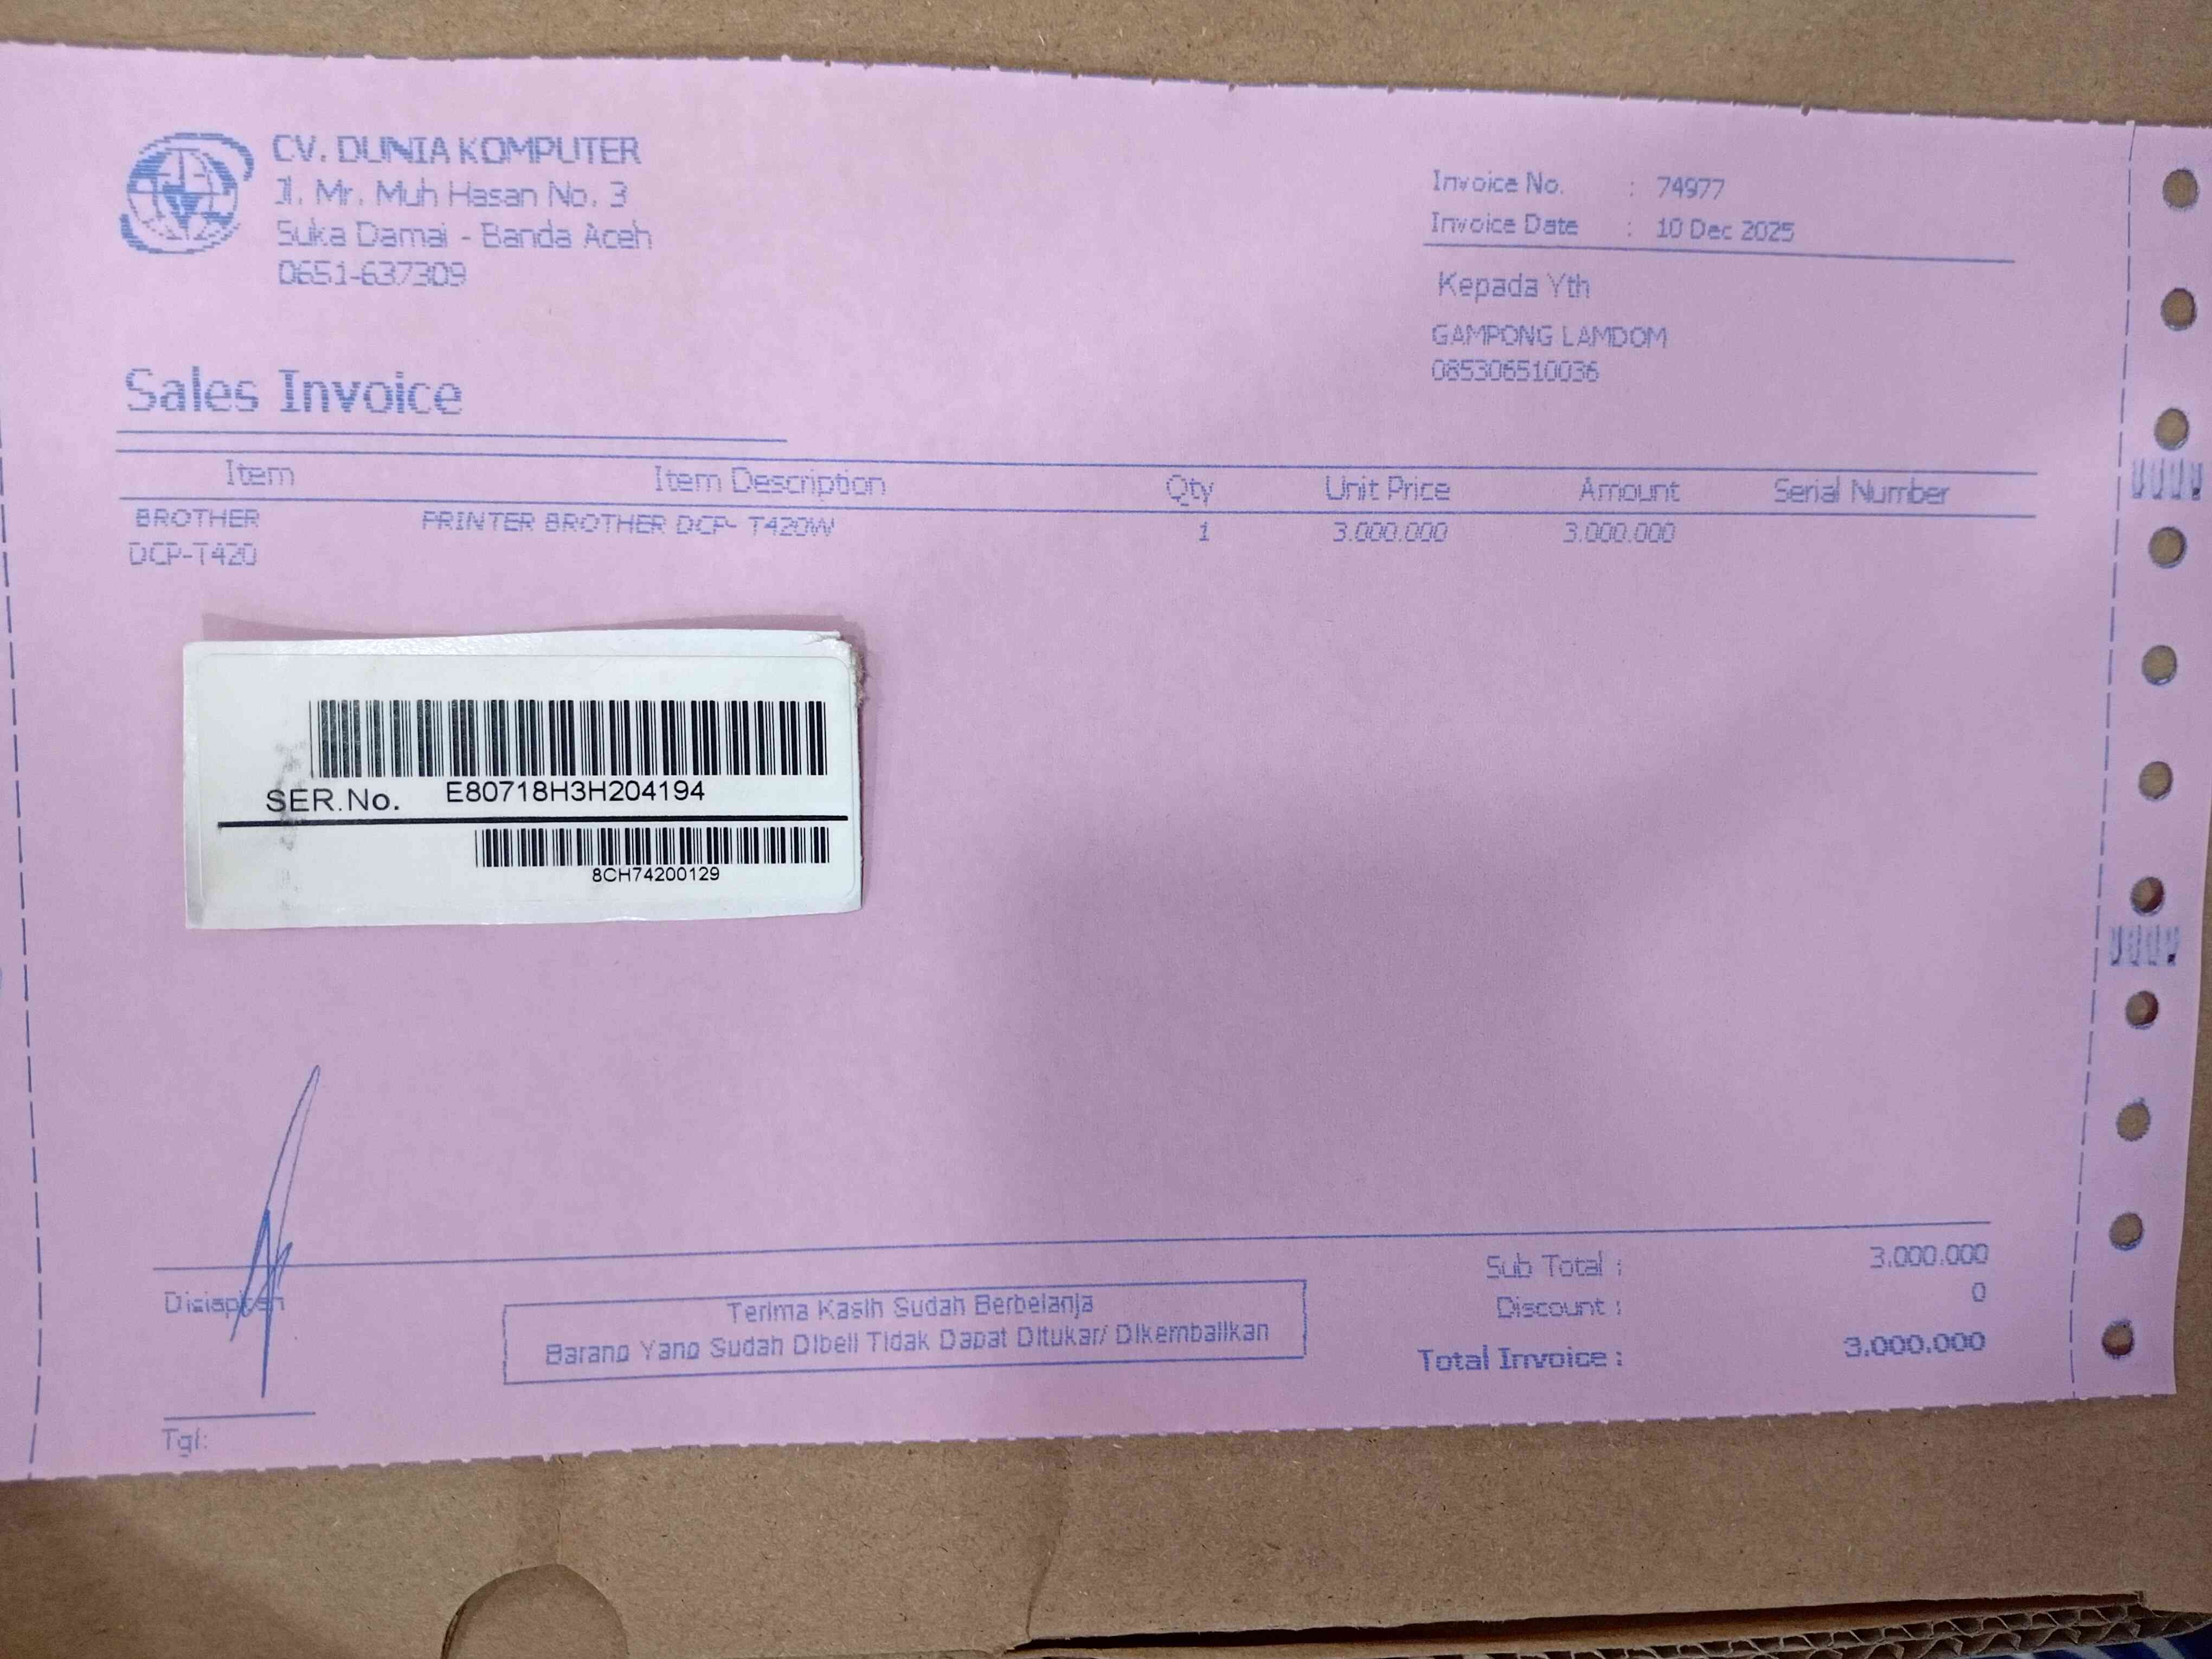 CV. DUNIA KOMPUTER
Jl. Mr. Muh Hasan No. 3
Suka Damai - Banda Aceh
0651-637309
Invoice No. : 74977
Invoice Date : 10 Dec 2025
Kepada Yth
GAMPONG LAMDOM
085306510036
Sales Invoice
Item Item Description Qty Unit Price Amount Serial Number
BROTHER PRINTER BROTHER DCP- T420W 1 3.000.000 3.000.000
DCP-T420
SER.No. E80718H3H204194
8CH74200129
Disiapkan
Tgl:
Terima Kasih Sudah Berbelanja
Barang Yang Sudah Dibeli Tidak Dapat Ditukar/ Dikembalikan
Sub Total : 3.000.000
Discount : 0
Total Invoice : 3.000.000